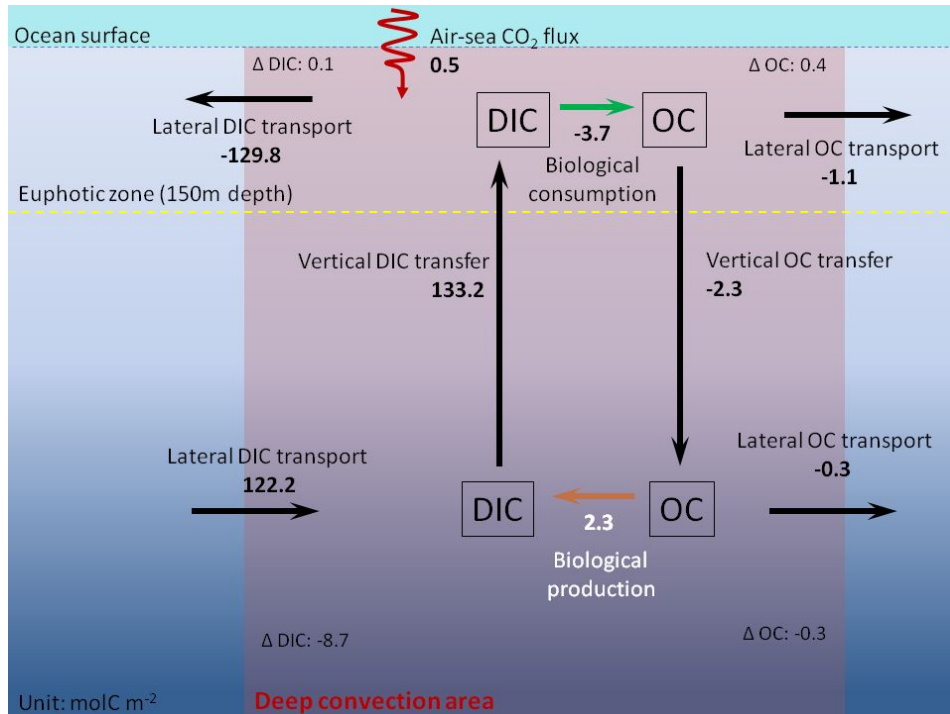 Ocean surface
Air-sea CO₂ flux
0.5
Δ DIC: 0.1
Δ OC: 0.4
Lateral DIC transport
-129.8
DIC
-3.7
OC
Biological
consumption
Lateral OC transport
-1.1
Euphotic zone (150m depth)
Vertical DIC transfer
133.2
Vertical OC transfer
-2.3
Lateral DIC transport
122.2
DIC
2.3
OC
Biological
production
Lateral OC transport
-0.3
Δ DIC: -8.7
Δ OC: -0.3
Unit: molC m⁻²
Deep convection area